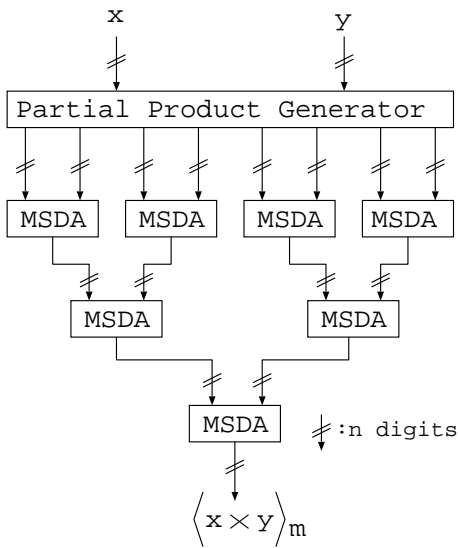 x y
Partial Product Generator
MSDA MSDA MSDA MSDA
MSDA MSDA
MSDA
:n digits
⟨x × y⟩m